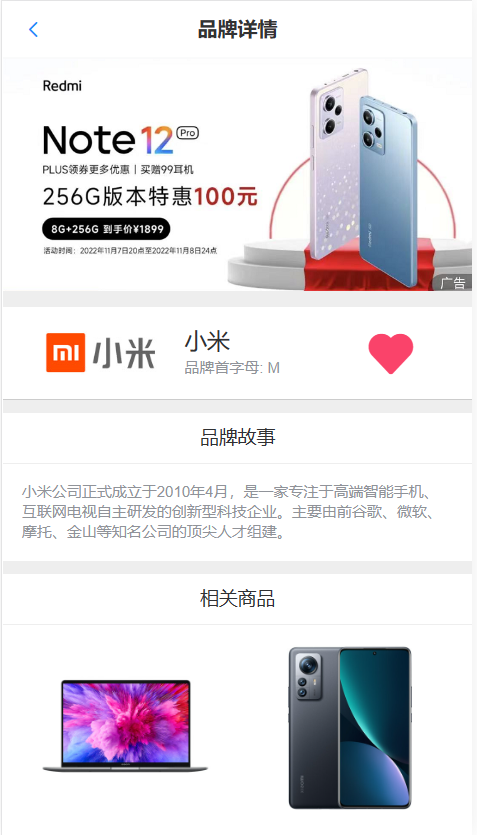 品牌详情
Redmi
Note 12 Pro
PLUS领券更多优惠｜买赠99耳机
256G版本特惠100元
8G+256G 到手价¥1899
活动时间：2022年11月7日20点至2022年11月8日24点
广告
小米
小米
品牌首字母: M
品牌故事
小米公司正式成立于2010年4月，是一家专注于高端智能手机、
互联网电视自主研发的创新型科技企业。主要由前谷歌、微软、
摩托、金山等知名公司的顶尖人才组建。
相关商品